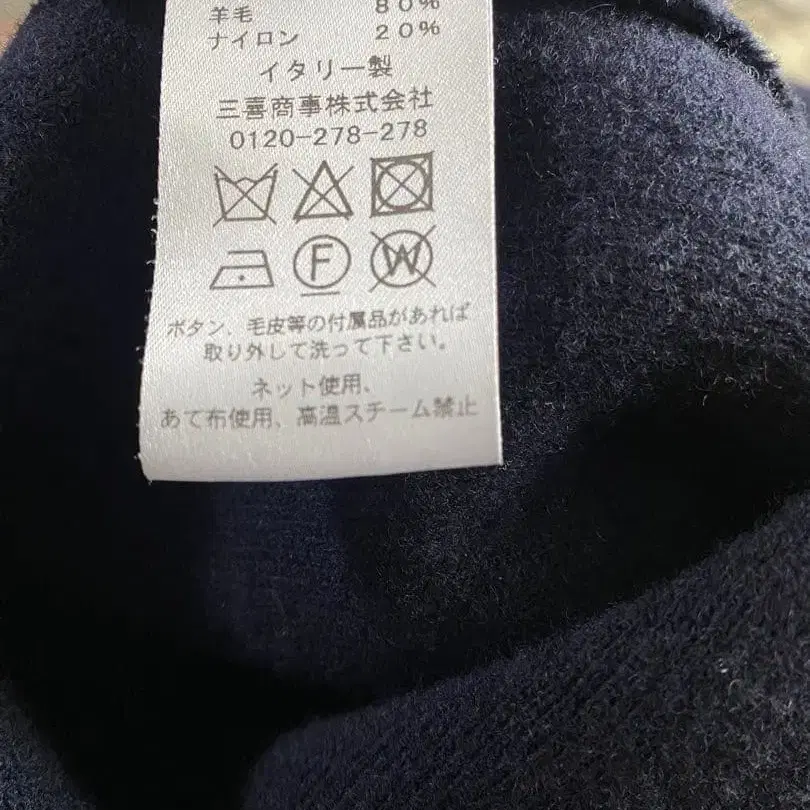 羊毛 80%
ナイロン 20%
イタリー製
三喜商事株式会社
0120-278-278
F W
ボタン、毛皮等の付属品があれば
取り外して洗って下さい。
ネット使用、
あて布使用、高温スチーム禁止